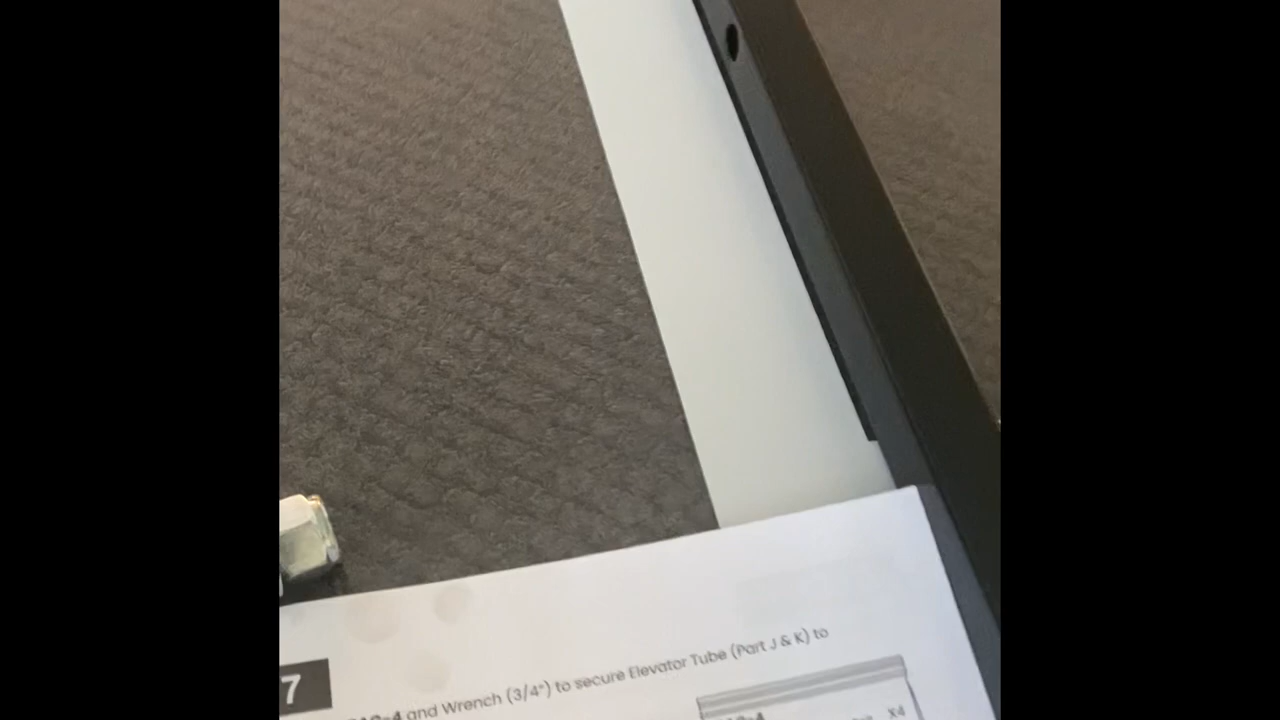 7
and Wrench (3/4") to secure Elevator Tube (Part J & K) to
X4